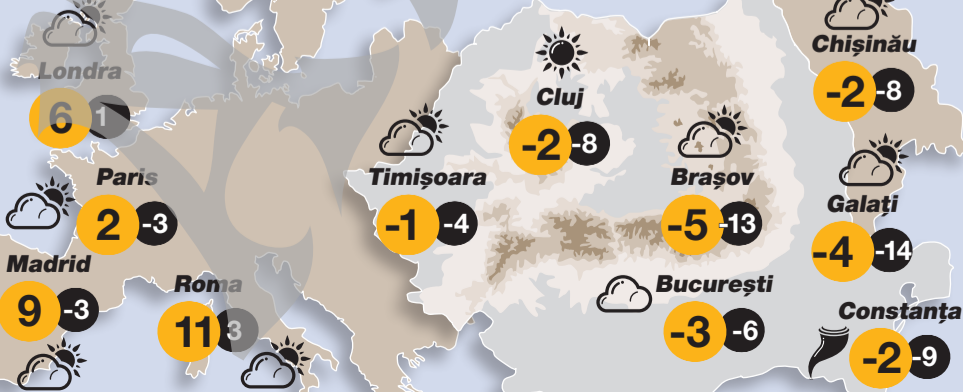 Londra
6 1
Paris
2 -3
Madrid
9 -3
Roma
11 3
Timișoara
-1 -4
Cluj
-2 -8
Brașov
-5 -13
București
-3 -6
Chișinău
-2 -8
Galați
-4 -14
Constanța
-2 -9